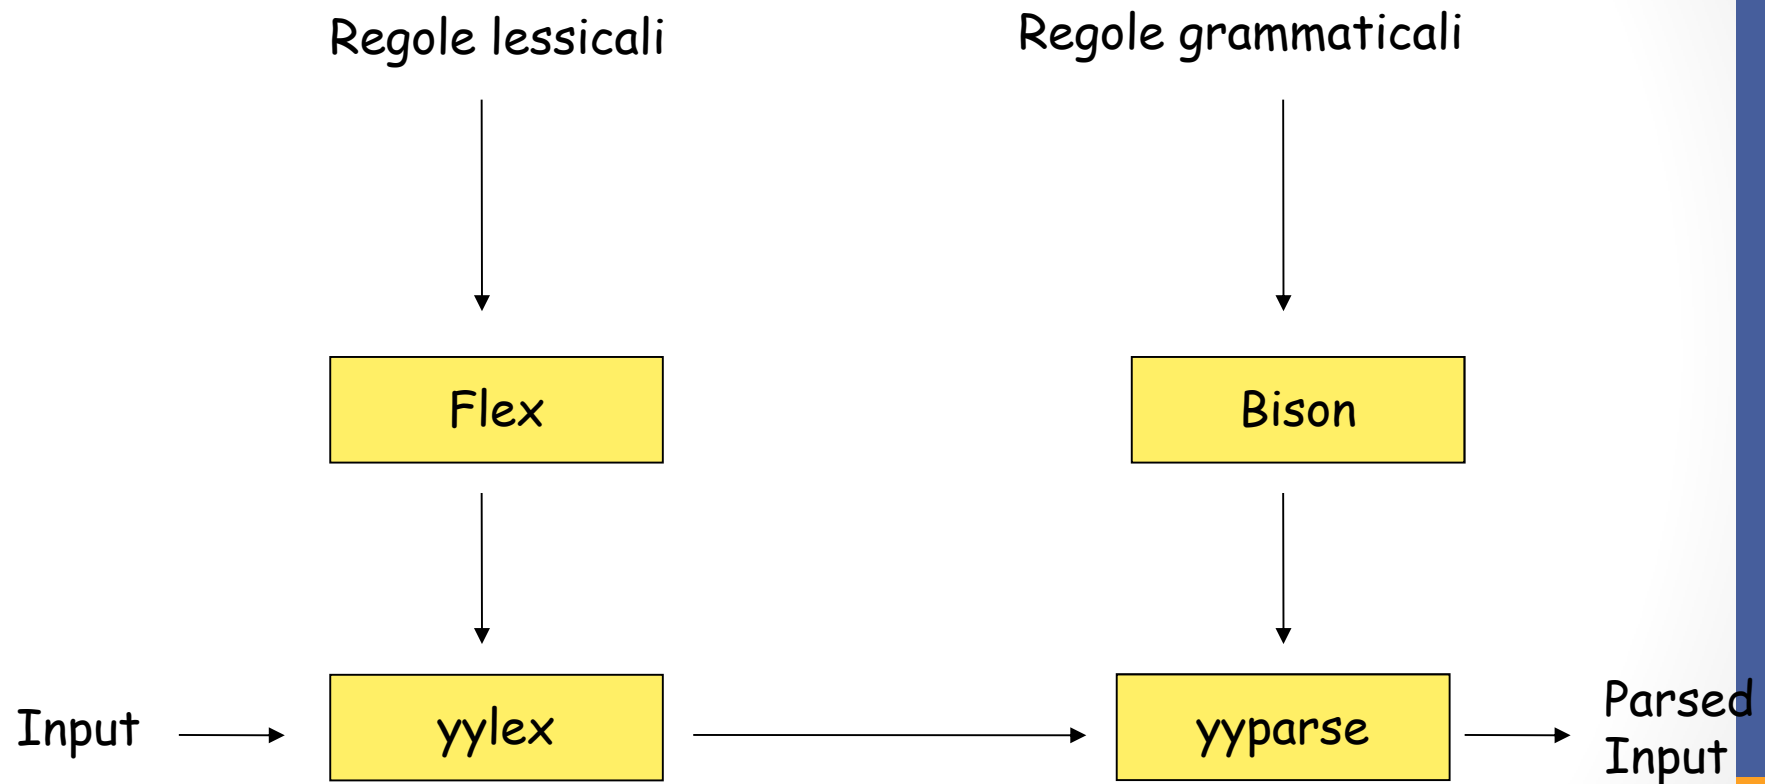 Regole lessicali
Regole grammaticali
Flex
Bison
Input
yylex
yyparse
Parsed
Input